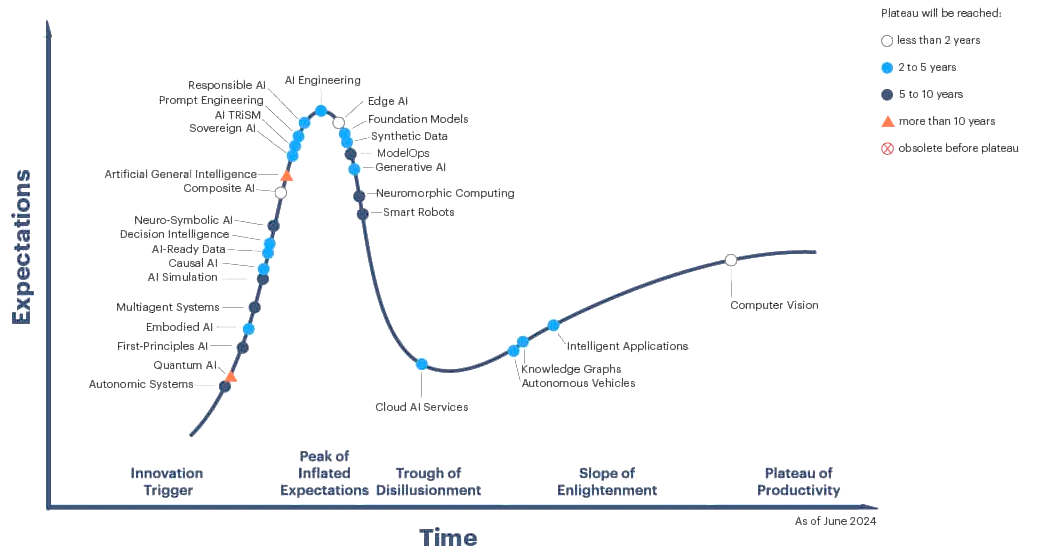 Plateau will be reached:
less than 2 years
2 to 5 years
5 to 10 years
more than 10 years
obsolete before plateau
Expectations
AI Engineering
Responsible AI
Prompt Engineering
AI TRiSM
Sovereign AI
Artificial General Intelligence
Composite AI
Neuro-Symbolic AI
Decision Intelligence
AI-Ready Data
Causal AI
AI Simulation
Multiagent Systems
Embodied AI
First-Principles AI
Quantum AI
Autonomic Systems
Edge AI
Foundation Models
Synthetic Data
ModelOps
Generative AI
Neuromorphic Computing
Smart Robots
Cloud AI Services
Autonomous Vehicles
Knowledge Graphs
Intelligent Applications
Computer Vision
Innovation
Trigger
Peak of
Inflated
Expectations
Trough of
Disillusionment
Slope of
Enlightenment
Plateau of
Productivity
Time
As of June 2024